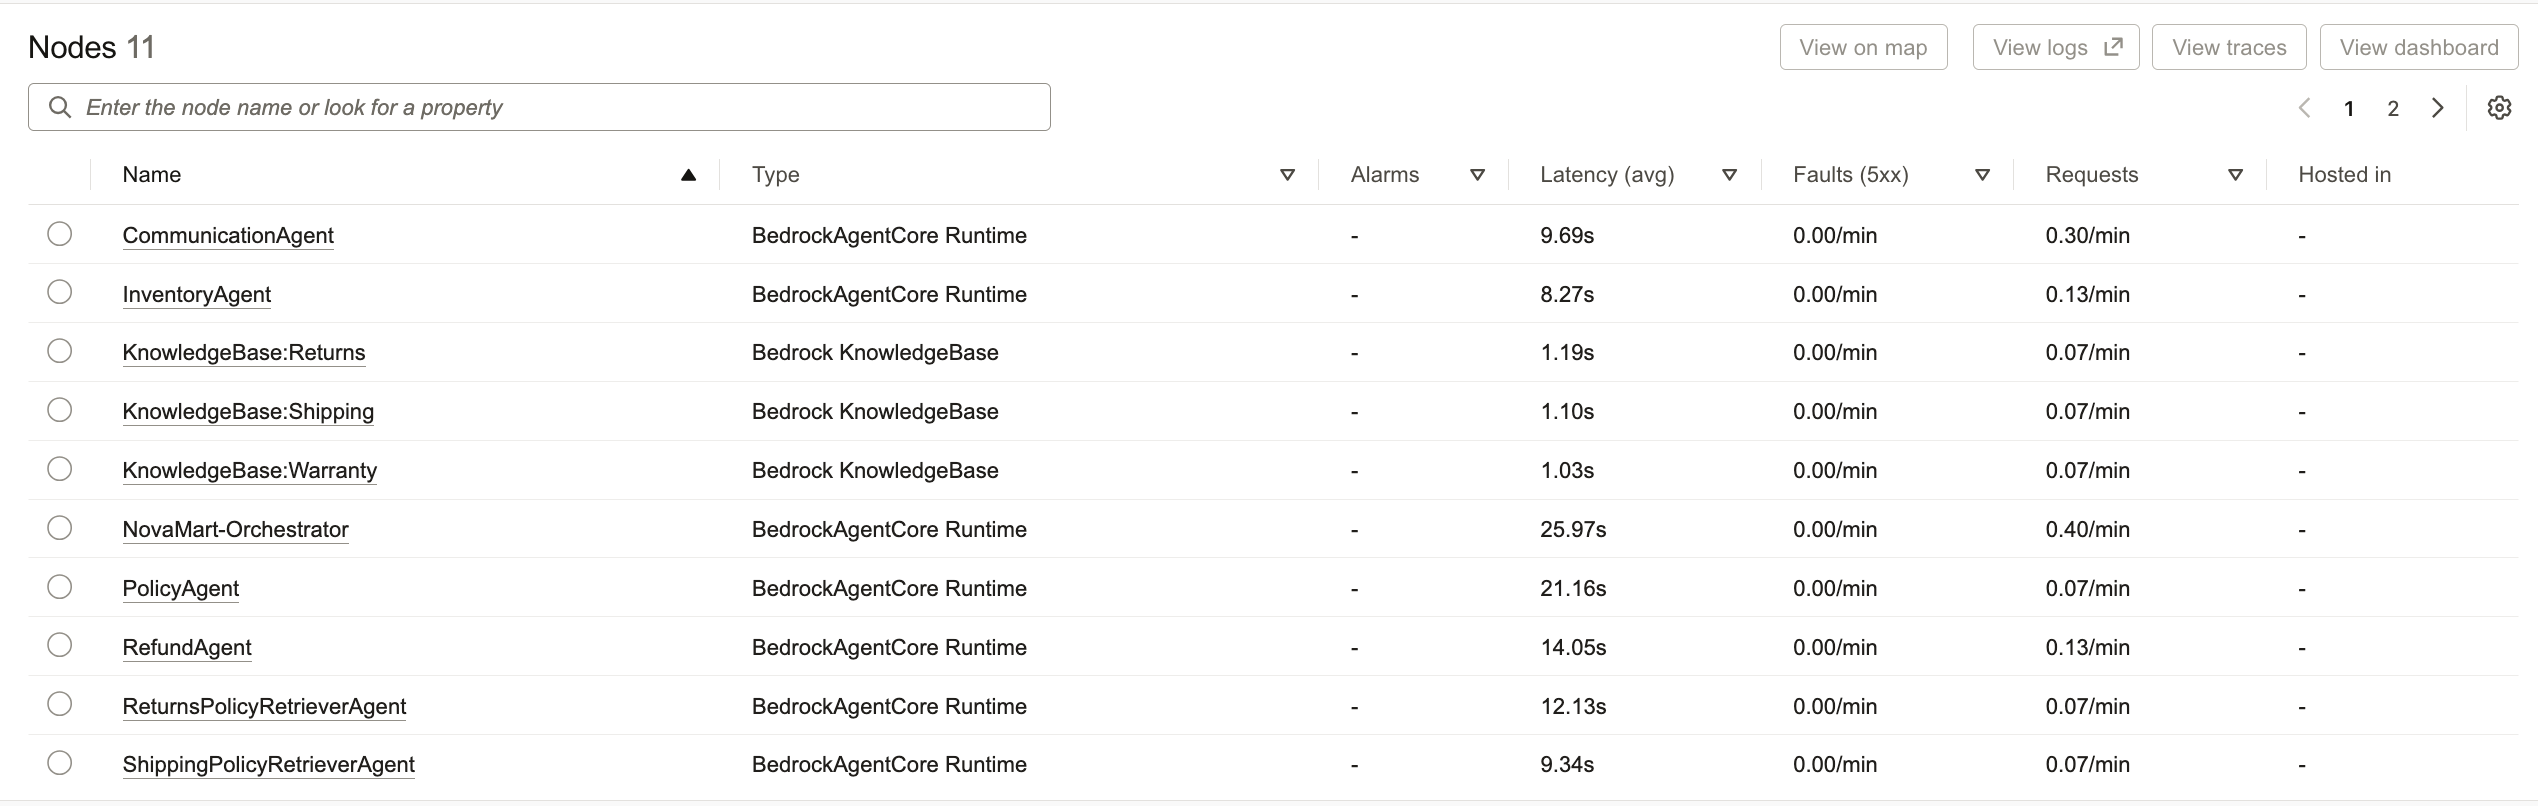 Nodes 11
View on map View logs View traces View dashboard
Enter the node name or look for a property
1 2
Name Type Alarms Latency (avg) Faults (5xx) Requests Hosted in
CommunicationAgent BedrockAgentCore Runtime - 9.69s 0.00/min 0.30/min -
InventoryAgent BedrockAgentCore Runtime - 8.27s 0.00/min 0.13/min -
KnowledgeBase:Returns Bedrock KnowledgeBase - 1.19s 0.00/min 0.07/min -
KnowledgeBase:Shipping Bedrock KnowledgeBase - 1.10s 0.00/min 0.07/min -
KnowledgeBase:Warranty Bedrock KnowledgeBase - 1.03s 0.00/min 0.07/min -
NovaMart-Orchestrator BedrockAgentCore Runtime - 25.97s 0.00/min 0.40/min -
PolicyAgent BedrockAgentCore Runtime - 21.16s 0.00/min 0.07/min -
RefundAgent BedrockAgentCore Runtime - 14.05s 0.00/min 0.13/min -
ReturnsPolicyRetrieverAgent BedrockAgentCore Runtime - 12.13s 0.00/min 0.07/min -
ShippingPolicyRetrieverAgent BedrockAgentCore Runtime - 9.34s 0.00/min 0.07/min -